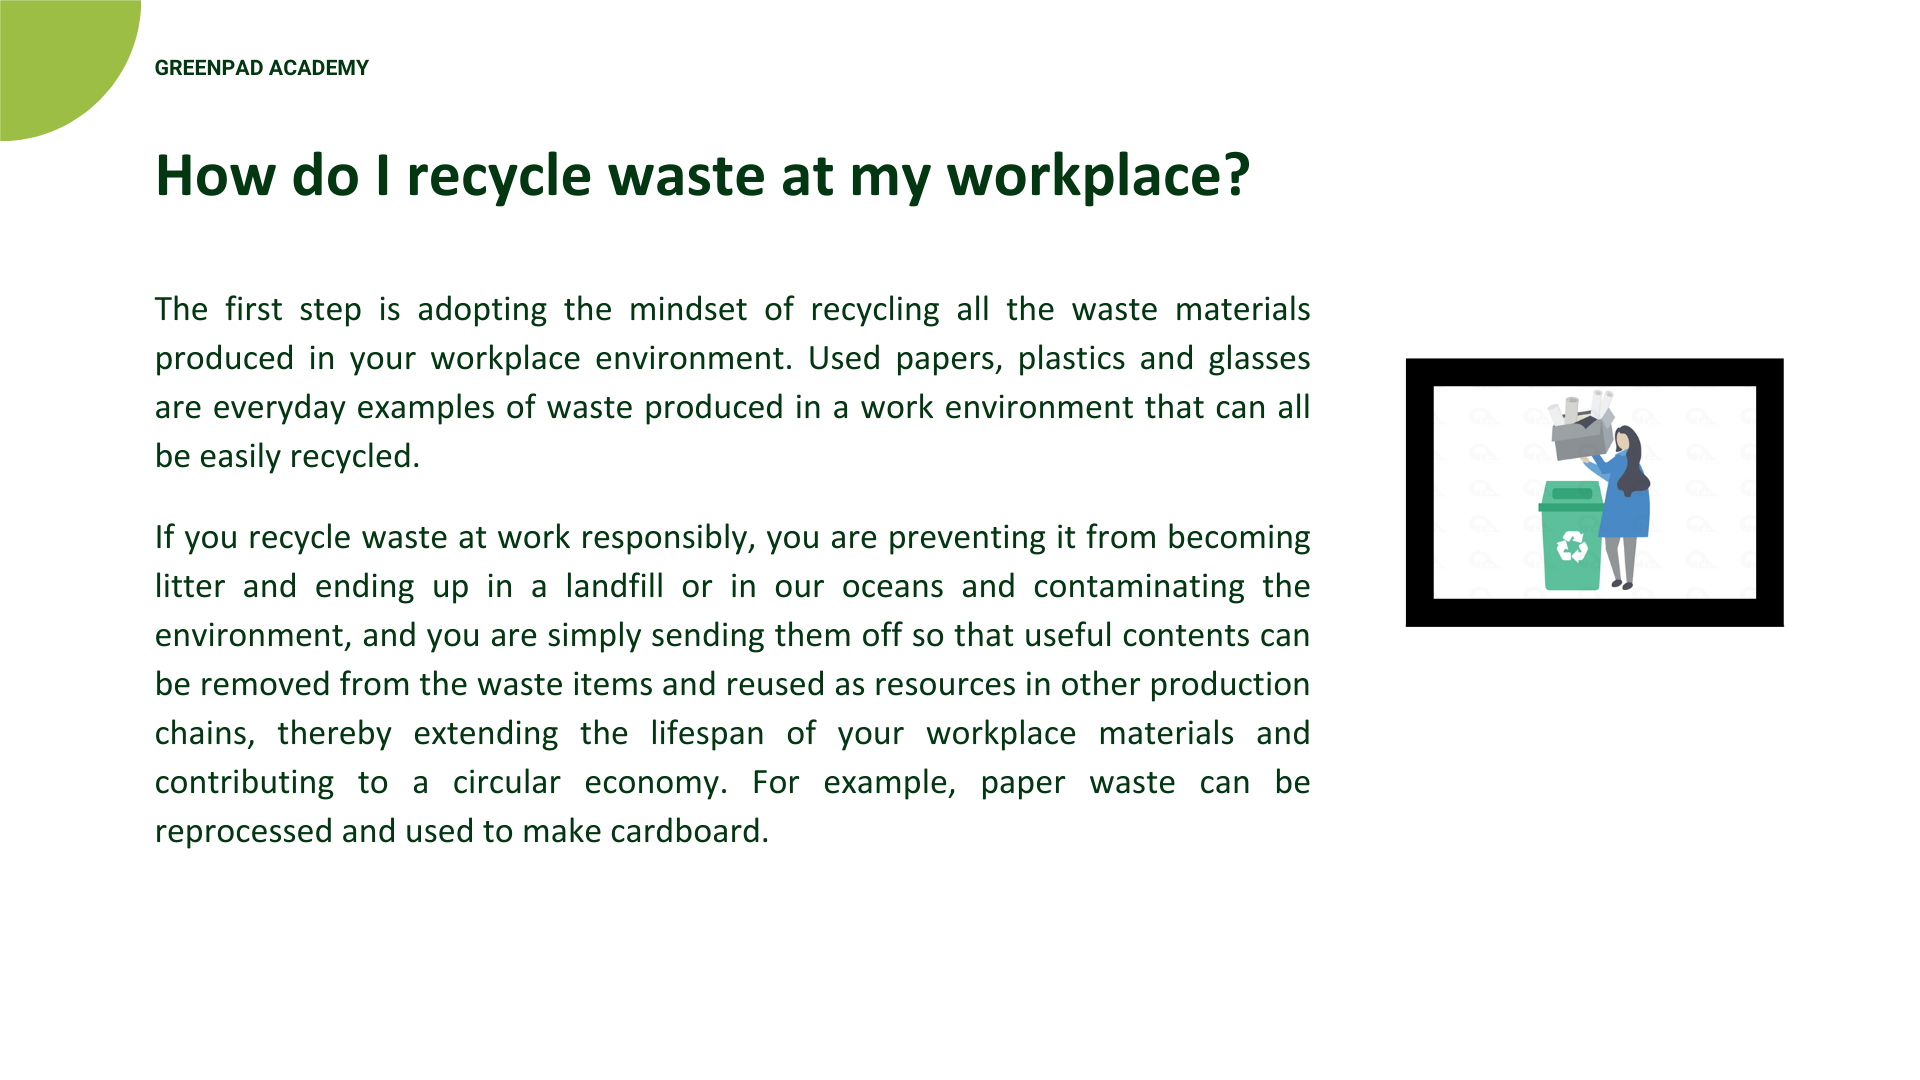 GREENPAD ACADEMY
How do I recycle waste at my workplace?
The first step is adopting the mindset of recycling all the waste materials
produced in your workplace environment. Used papers, plastics and glasses
are everyday examples of waste produced in a work environment that can all
be easily recycled.
If you recycle waste at work responsibly, you are preventing it from becoming
litter and ending up in a landfill or in our oceans and contaminating the
environment, and you are simply sending them off so that useful contents can
be removed from the waste items and reused as resources in other production
chains, thereby extending the lifespan of your workplace materials and
contributing to a circular economy. For example, paper waste can be
reprocessed and used to make cardboard.